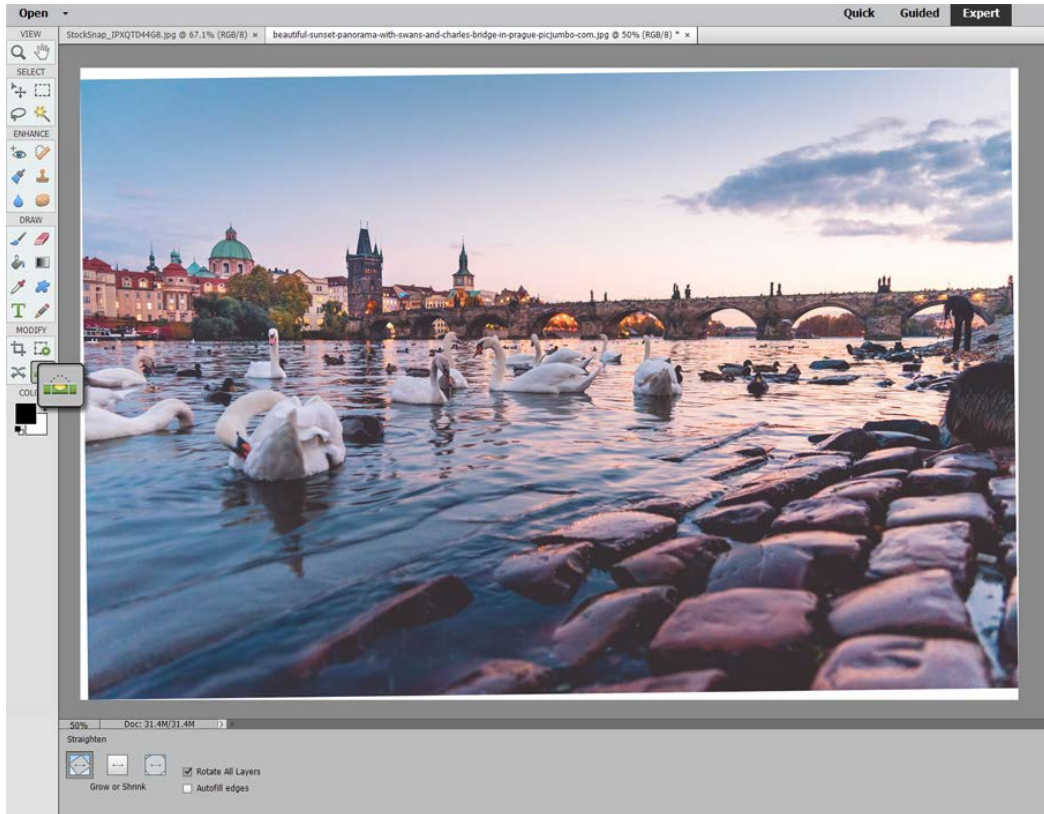 Open
Quick Guided Expert
VIEW
StockSnap_IPXQTD44G8.jpg @ 67.1% (RGB/8) ×
beautiful-sunset-panorama-with-swans-and-charles-bridge-in-prague-picjumbo-com.jpg @ 50% (RGB/8) * ×
SELECT
ENHANCE
DRAW
T
MODIFY
50% Doc: 31.4M/31.4M
Straighten
Rotate All Layers
Grow or Shrink
Autofill edges